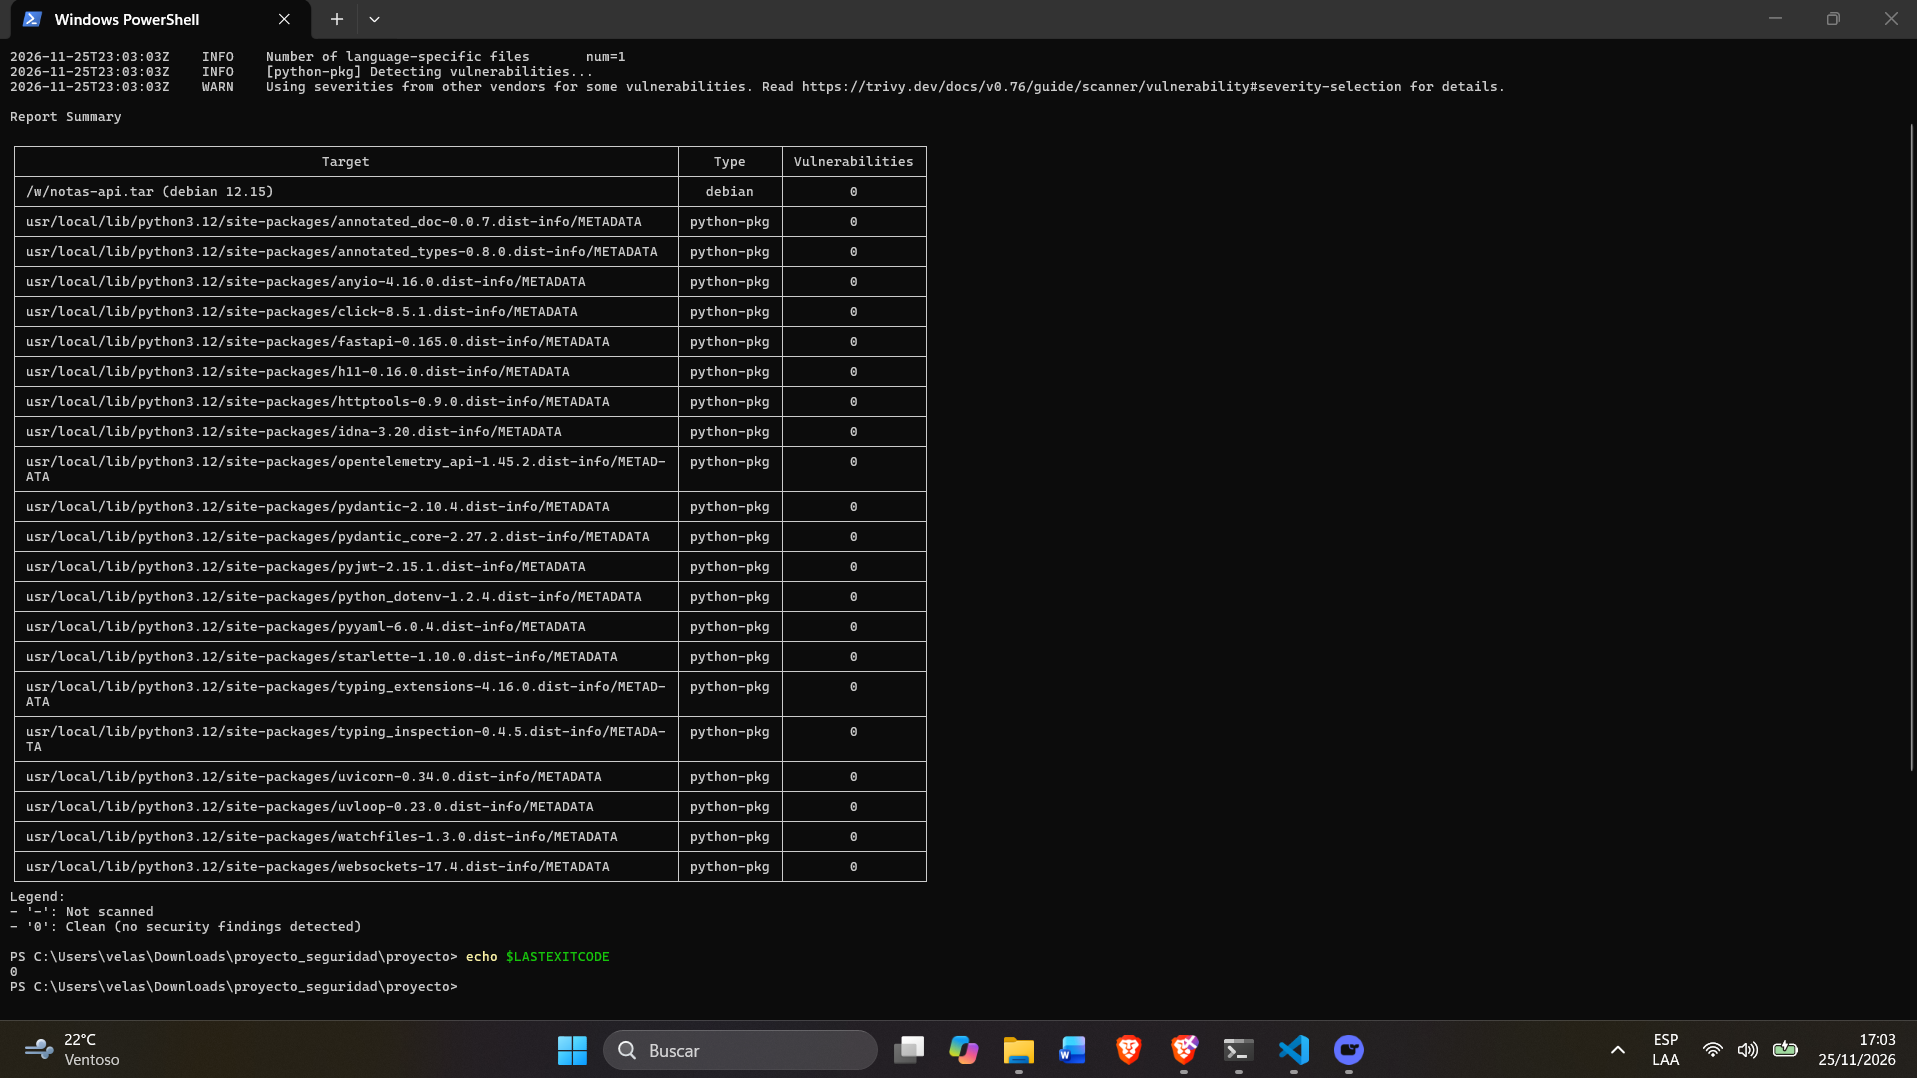 Windows PowerShell
2026-11-25T23:03:03Z    INFO    Number of language-specific files       num=1
2026-11-25T23:03:03Z    INFO    [python-pkg] Detecting vulnerabilities...
2026-11-25T23:03:03Z    WARN    Using severities from other vendors for some vulnerabilities. Read https://trivy.dev/docs/v0.76/guide/scanner/vulnerability#severity-selection for details.
Report Summary
Target Type Vulnerabilities
/w/notas-api.tar (debian 12.15) debian 0
usr/local/lib/python3.12/site-packages/annotated_doc-0.0.7.dist-info/METADATA python-pkg 0
usr/local/lib/python3.12/site-packages/annotated_types-0.8.0.dist-info/METADATA python-pkg 0
usr/local/lib/python3.12/site-packages/anyio-4.16.0.dist-info/METADATA python-pkg 0
usr/local/lib/python3.12/site-packages/click-8.5.1.dist-info/METADATA python-pkg 0
usr/local/lib/python3.12/site-packages/fastapi-0.165.0.dist-info/METADATA python-pkg 0
usr/local/lib/python3.12/site-packages/h11-0.16.0.dist-info/METADATA python-pkg 0
usr/local/lib/python3.12/site-packages/httptools-0.9.0.dist-info/METADATA python-pkg 0
usr/local/lib/python3.12/site-packages/idna-3.20.dist-info/METADATA python-pkg 0
usr/local/lib/python3.12/site-packages/opentelemetry_api-1.45.2.dist-info/METAD- python-pkg 0
ATA
usr/local/lib/python3.12/site-packages/pydantic-2.10.4.dist-info/METADATA python-pkg 0
usr/local/lib/python3.12/site-packages/pydantic_core-2.27.2.dist-info/METADATA python-pkg 0
usr/local/lib/python3.12/site-packages/pyjwt-2.15.1.dist-info/METADATA python-pkg 0
usr/local/lib/python3.12/site-packages/python_dotenv-1.2.4.dist-info/METADATA python-pkg 0
usr/local/lib/python3.12/site-packages/pyyaml-6.0.4.dist-info/METADATA python-pkg 0
usr/local/lib/python3.12/site-packages/starlette-1.10.0.dist-info/METADATA python-pkg 0
usr/local/lib/python3.12/site-packages/typing_extensions-4.16.0.dist-info/METAD- python-pkg 0
ATA
usr/local/lib/python3.12/site-packages/typing_inspection-0.4.5.dist-info/METADA- python-pkg 0
TA
usr/local/lib/python3.12/site-packages/uvicorn-0.34.0.dist-info/METADATA python-pkg 0
usr/local/lib/python3.12/site-packages/uvloop-0.23.0.dist-info/METADATA python-pkg 0
usr/local/lib/python3.12/site-packages/watchfiles-1.3.0.dist-info/METADATA python-pkg 0
usr/local/lib/python3.12/site-packages/websockets-17.4.dist-info/METADATA python-pkg 0
Legend:
- '-': Not scanned
- '0': Clean (no security findings detected)
PS C:\Users\velas\Downloads\proyecto_seguridad\proyecto> echo $LASTEXITCODE
0
PS C:\Users\velas\Downloads\proyecto_seguridad\proyecto>
22°C
Ventoso
Buscar
ESP
LAA
17:03
25/11/2026